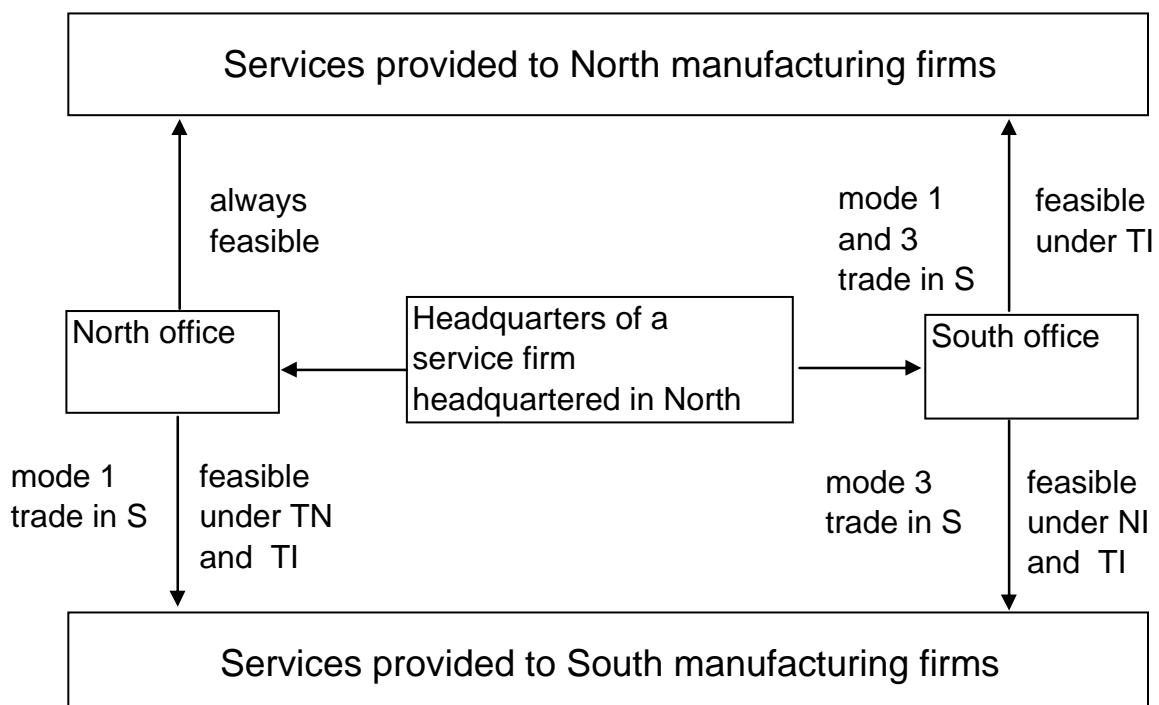 Services provided to North manufacturing firms
always
feasible
mode 1
and 3
trade in S
feasible
under TI
North office
Headquarters of a
service firm
headquartered in North
South office
mode 1
trade in S
feasible
under TN
and TI
mode 3
trade in S
feasible
under NI
and TI
Services provided to South manufacturing firms